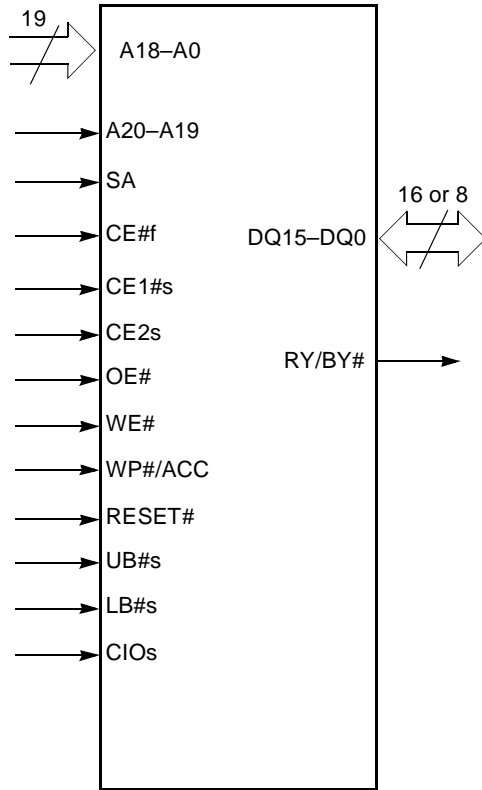 19
A18–A0
A20–A19
SA
16 or 8
CE#f
DQ15–DQ0
CE1#s
CE2s
RY/BY#
OE#
WE#
WP#/ACC
RESET#
UB#s
LB#s
CIOs